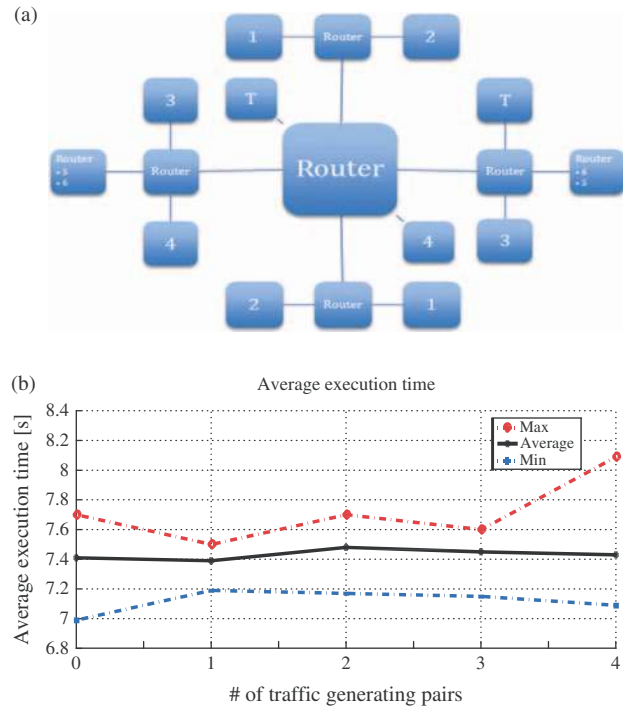 (a)
1
Router
2
3
T
T
Router
• 5
• 6
Router
Router
Router
Router
• 6
• 5
4
4
3
2
Router
1
(b)
Average execution time
Average execution time [s]
8.4
8.2
8
7.8
7.6
7.4
7.2
7
6.8
Max
Average
Min
0
1
2
3
4
# of traffic generating pairs